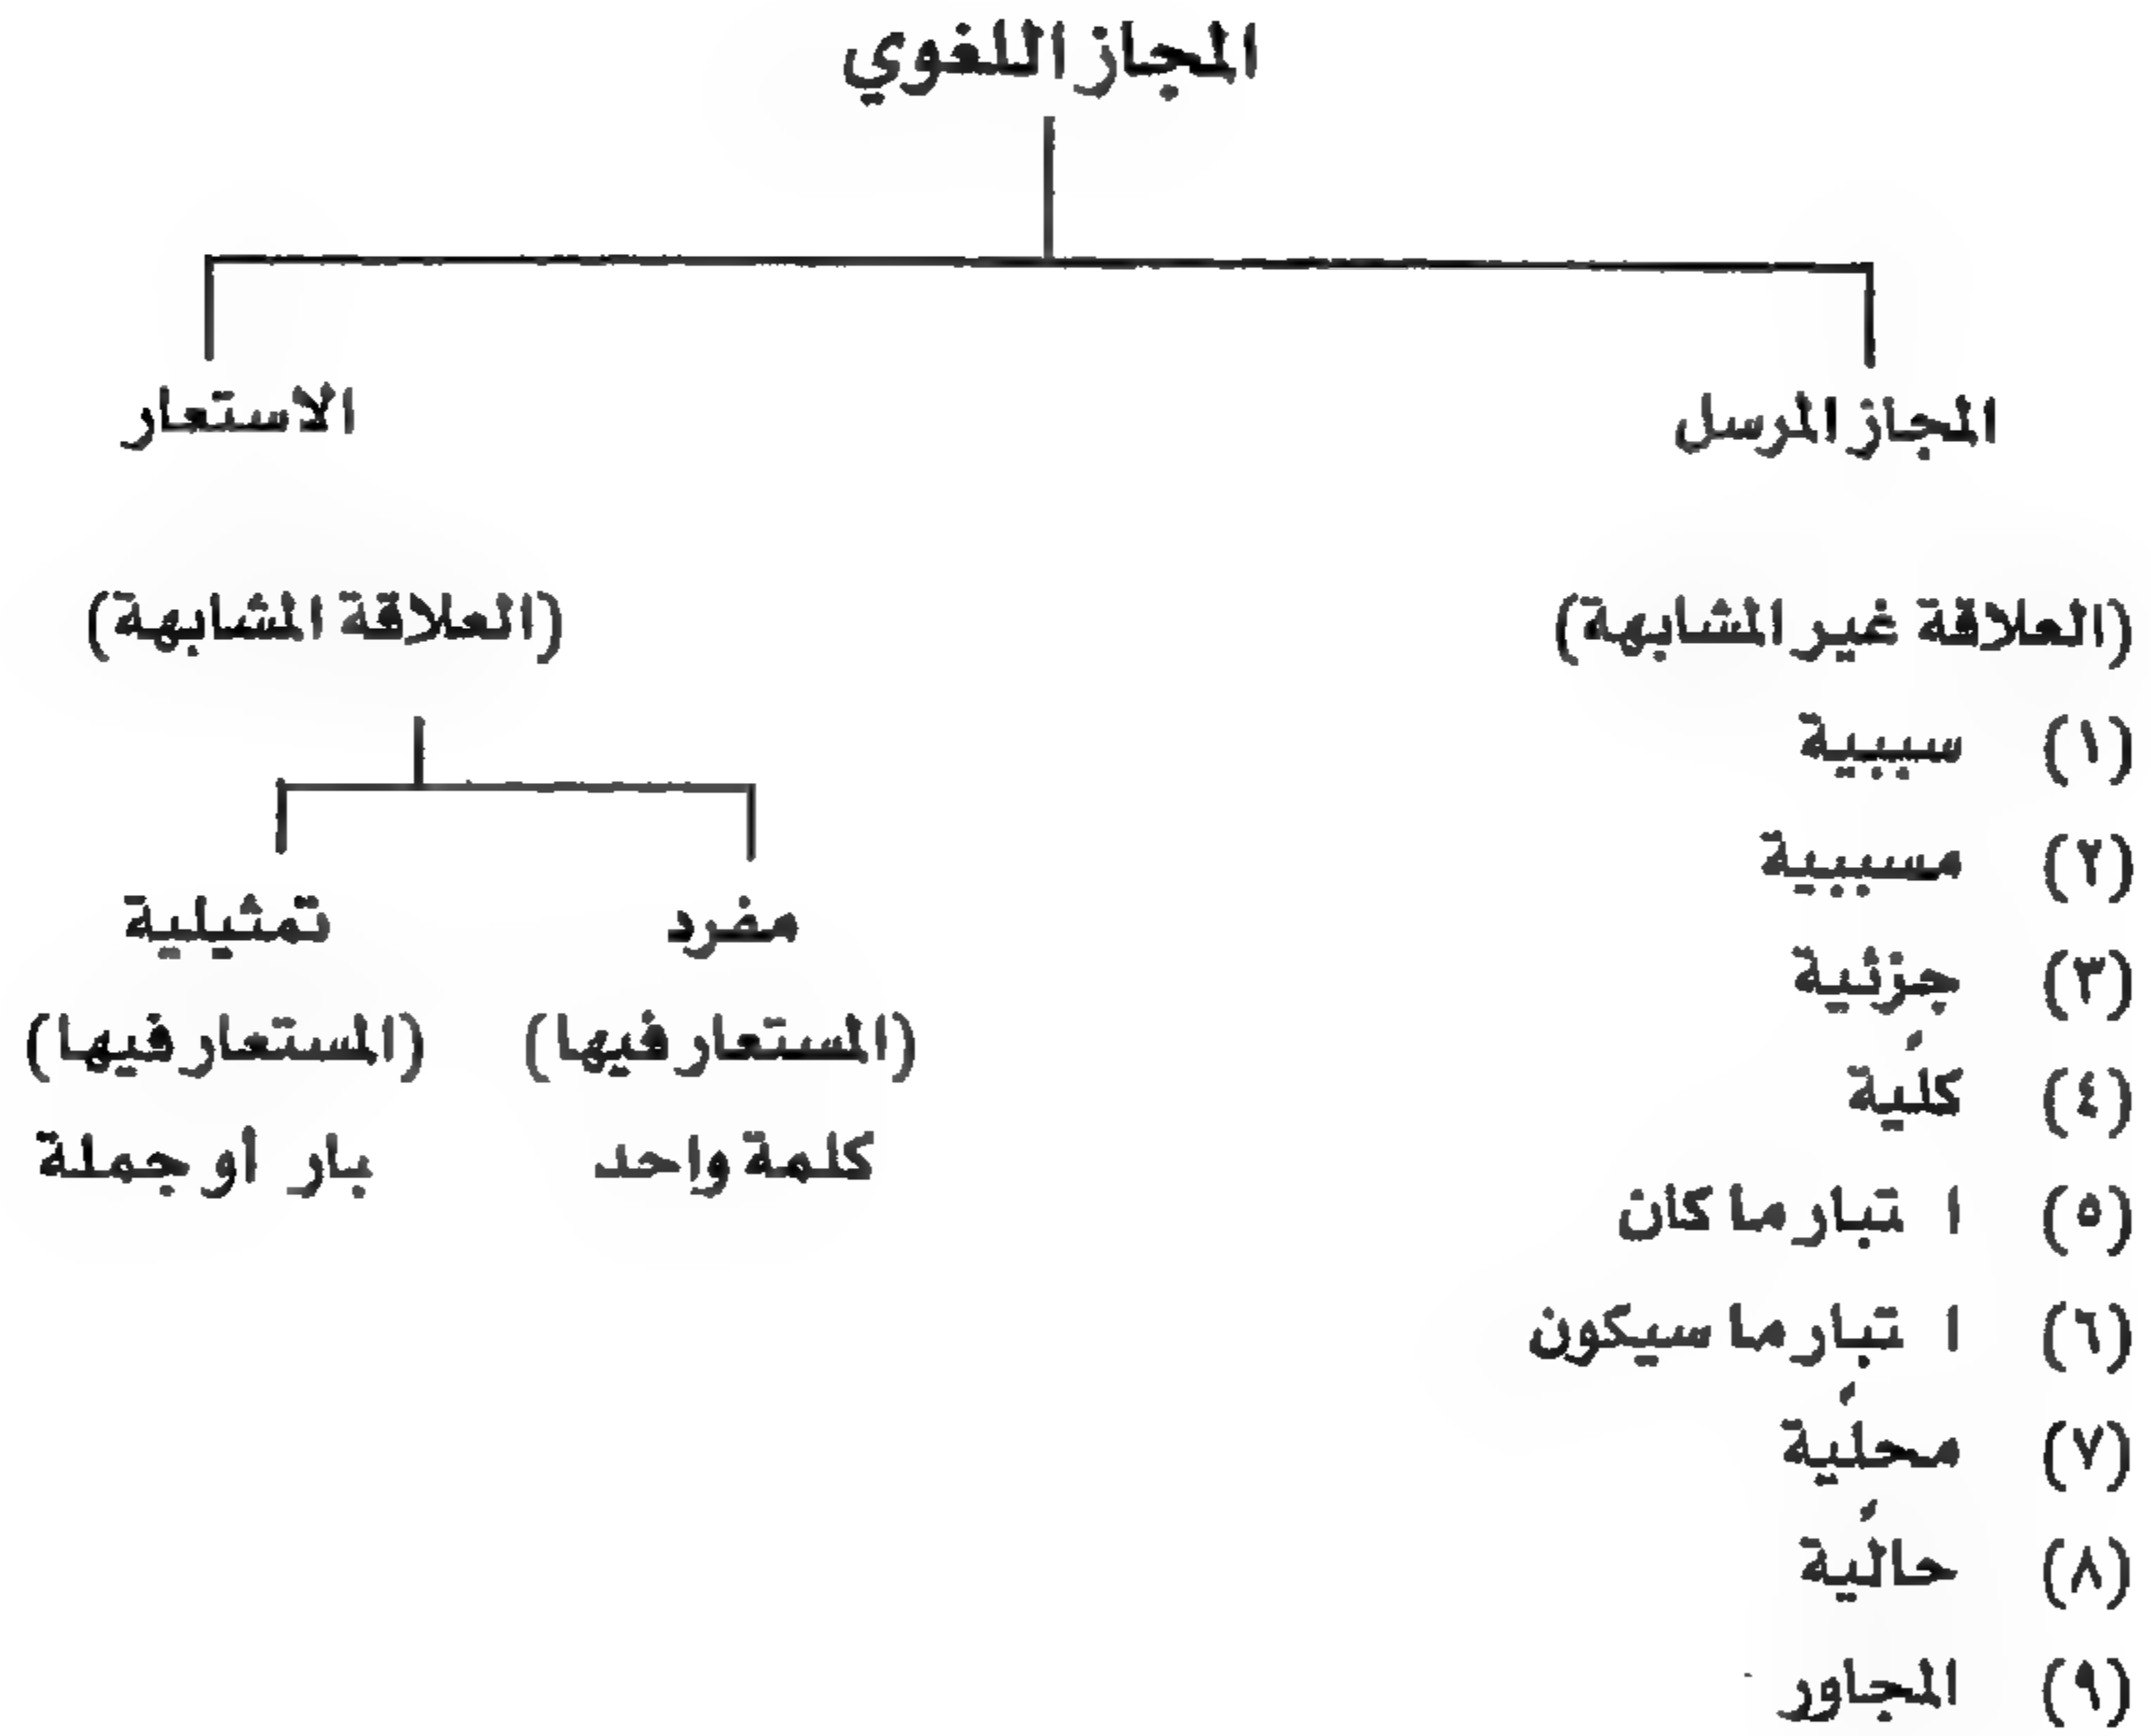 المجاز اللغوي
المجاز المرسل
(العلاقة غير المشابهة)
(١) سببية
(٢) مسببية
(٣) جزئية
(٤) كلية
(٥) ا تبار ما كان
(٦) ا تبار ما سيكون
(٧) محلية
(٨) حالية
(٩) المجاور
الاستعار
(العلاقة المشابهة)
مفرد
(المستعار فيها)
كلمة واحد
تمثيلية
(المستعار فيها)
بار أو جملة